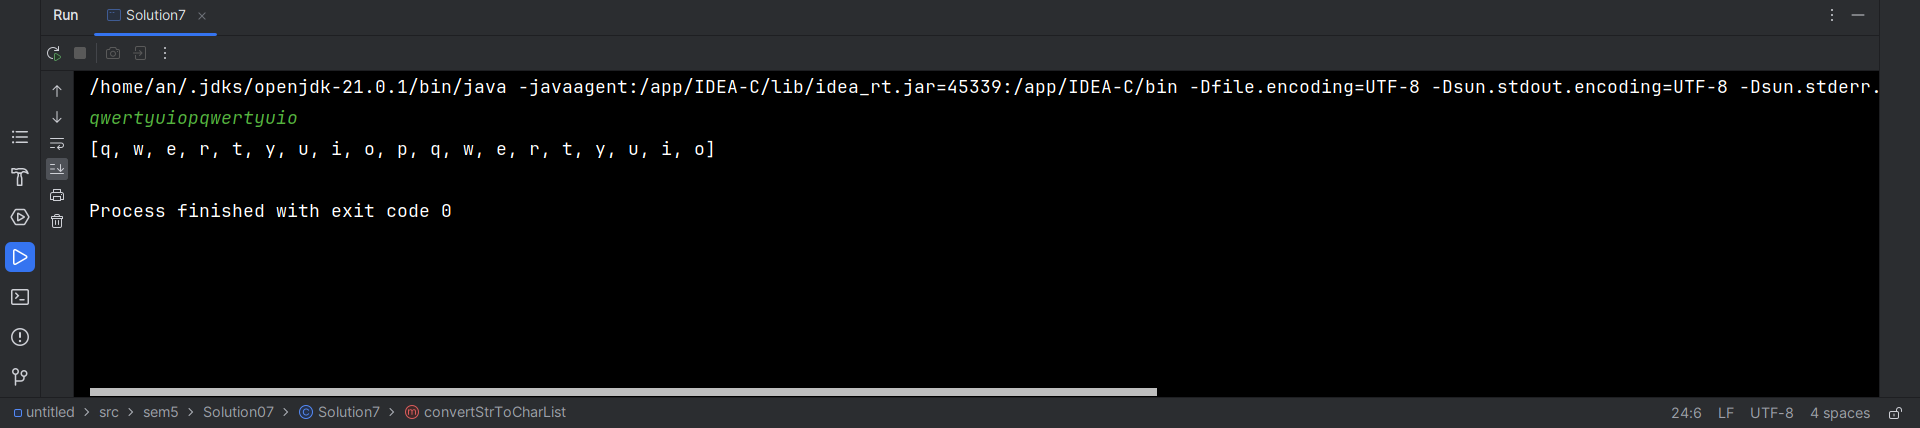 Run Solution7
/home/an/.jdks/openjdk-21.0.1/bin/java -javaagent:/app/IDEA-C/lib/idea_rt.jar=45339:/app/IDEA-C/bin -Dfile.encoding=UTF-8 -Dsun.stdout.encoding=UTF-8 -Dsun.stderr.
qwertyuiopqwertyuio
[q, w, e, r, t, y, u, i, o, p, q, w, e, r, t, y, u, i, o]
Process finished with exit code 0
untitled > src > sem5 > Solution07 > Solution7 > convertStrToCharList 24:6 LF UTF-8 4 spaces